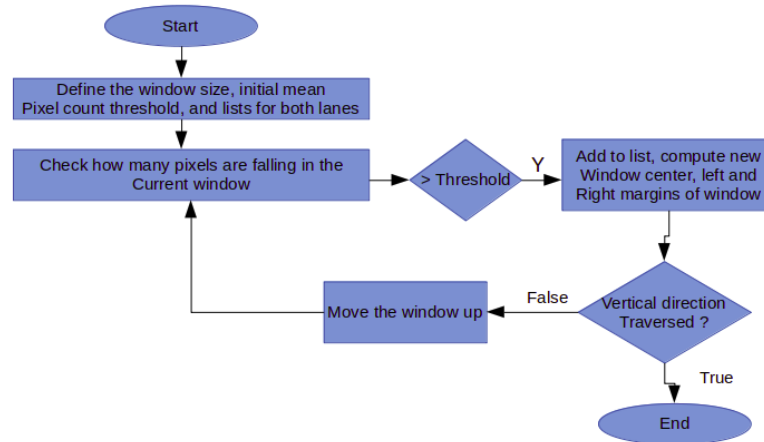 Start
Define the window size, initial mean
Pixel count threshold, and lists for both lanes
Check how many pixels are falling in the
Current window
> Threshold
Y
Add to list, compute new
Window center, left and
Right margins of window
Vertical direction
Traversed ?
False
Move the window up
True
End